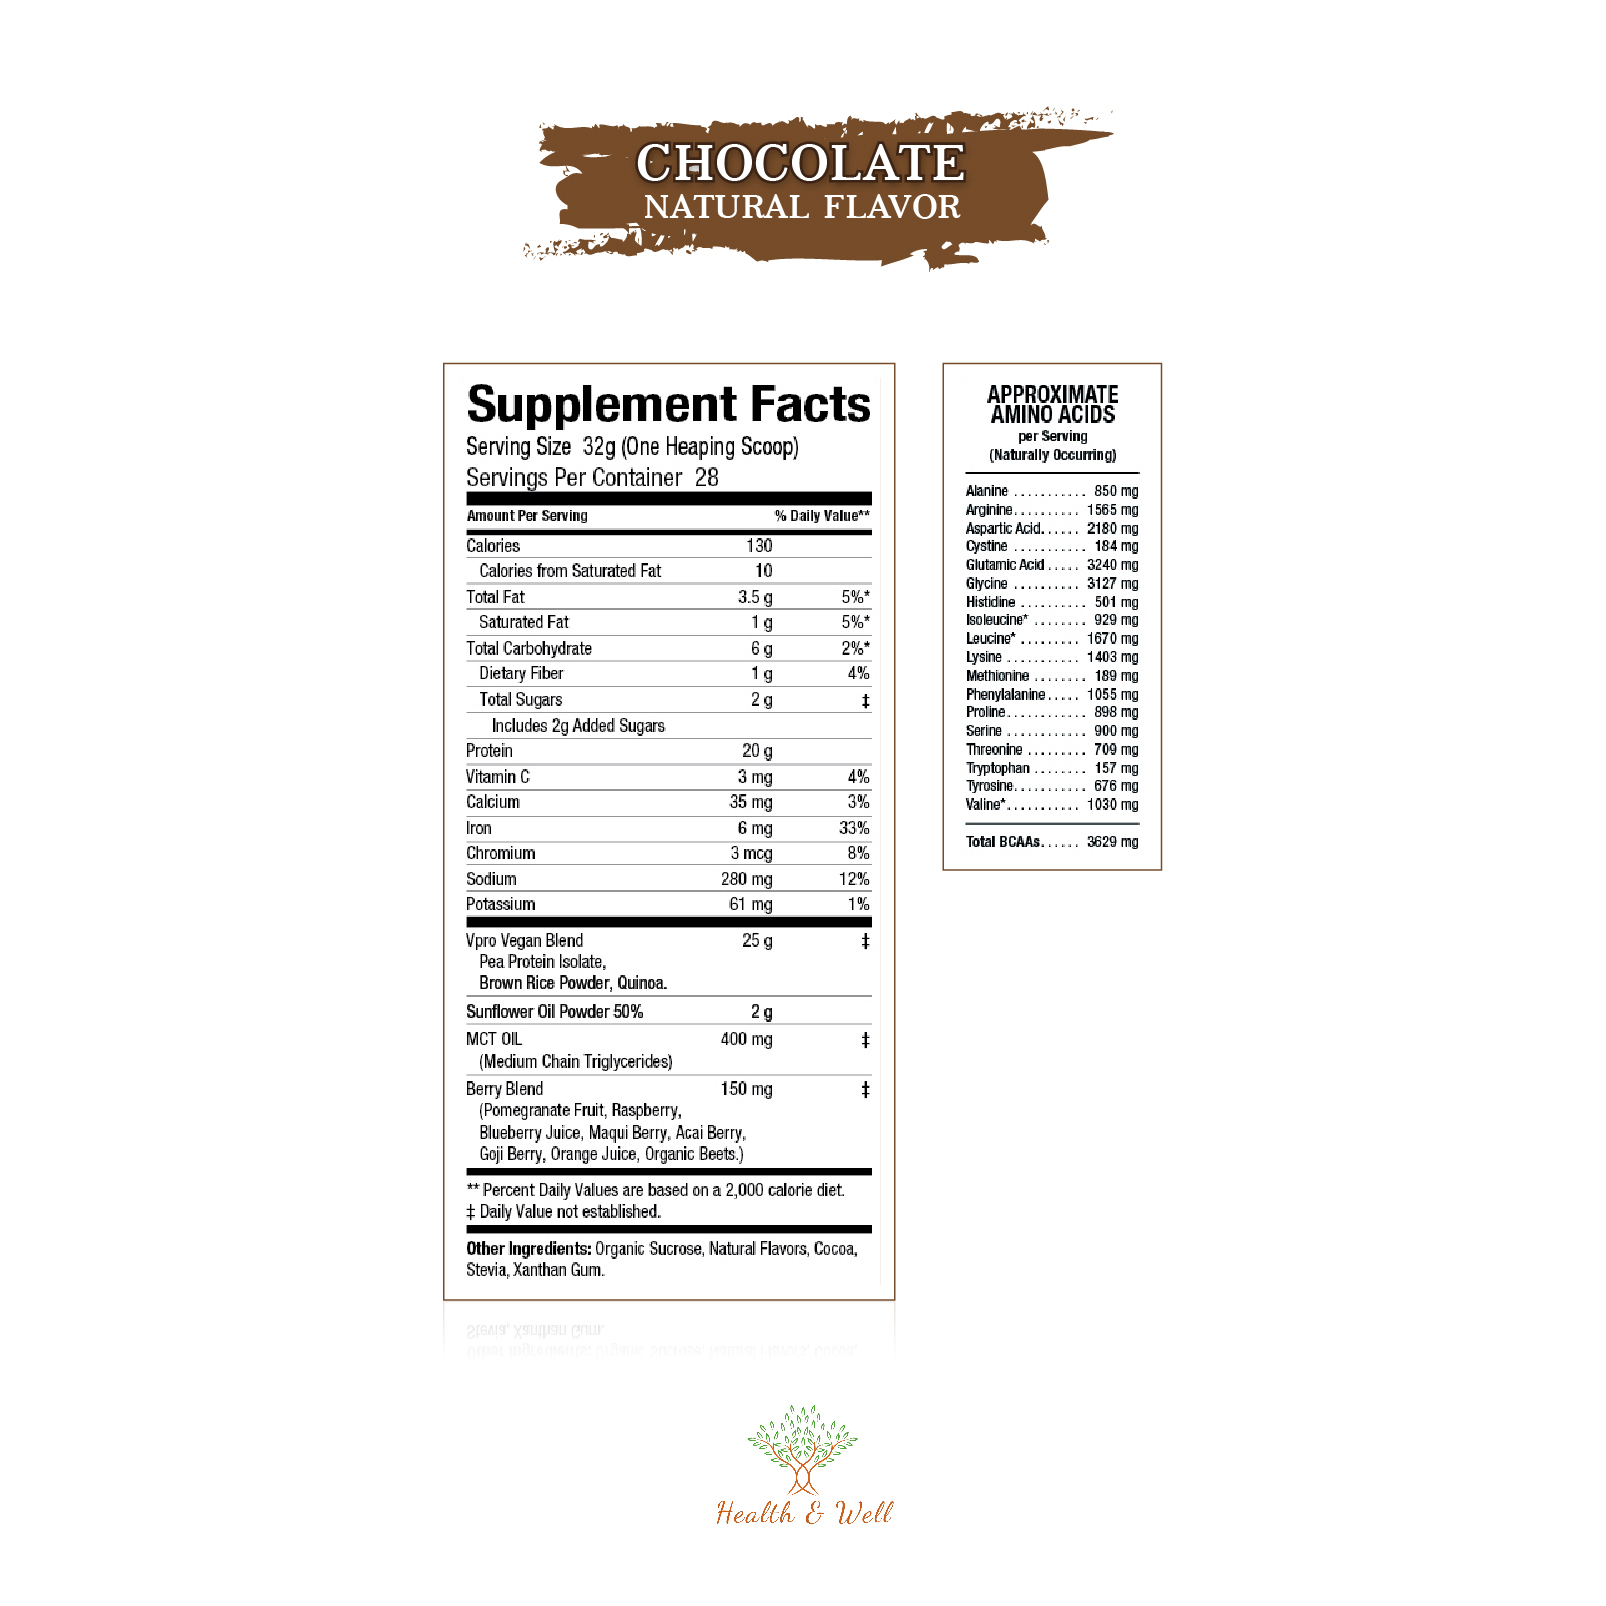 CHOCOLATE
NATURAL FLAVOR
Supplement Facts
Serving Size 32g (One Heaping Scoop)
Servings Per Container 28
Amount Per Serving % Daily Value**
Calories 130
Calories from Saturated Fat 10
Total Fat 3.5 g 5%*
Saturated Fat 1 g 5%*
Total Carbohydrate 6 g 2%*
Dietary Fiber 1 g 4%
Total Sugars 2 g ‡
Includes 2g Added Sugars
Protein 20 g
Vitamin C 3 mg 4%
Calcium 35 mg 3%
Iron 6 mg 33%
Chromium 3 mcg 8%
Sodium 280 mg 12%
Potassium 61 mg 1%
Vpro Vegan Blend 25 g ‡
Pea Protein Isolate,
Brown Rice Powder, Quinoa.
Sunflower Oil Powder 50% 2 g
MCT OIL 400 mg ‡
(Medium Chain Triglycerides)
Berry Blend 150 mg ‡
(Pomegranate Fruit, Raspberry,
Blueberry Juice, Maqui Berry, Acai Berry,
Goji Berry, Orange Juice, Organic Beets.)
** Percent Daily Values are based on a 2,000 calorie diet.
‡ Daily Value not established.
Other Ingredients: Organic Sucrose, Natural Flavors, Cocoa,
Stevia, Xanthan Gum.
APPROXIMATE
AMINO ACIDS
per Serving
(Naturally Occurring)
Alanine ........... 850 mg
Arginine.......... 1565 mg
Aspartic Acid...... 2180 mg
Cystine ........... 184 mg
Glutamic Acid ..... 3240 mg
Glycine .......... 3127 mg
Histidine .......... 501 mg
Isoleucine* ........ 929 mg
Leucine* ......... 1670 mg
Lysine ........... 1403 mg
Methionine ........ 189 mg
Phenylalanine..... 1055 mg
Proline............ 898 mg
Serine ............ 900 mg
Threonine ......... 709 mg
Tryptophan ........ 157 mg
Tyrosine........... 676 mg
Valine*........... 1030 mg
Total BCAAs...... 3629 mg
Health & Well